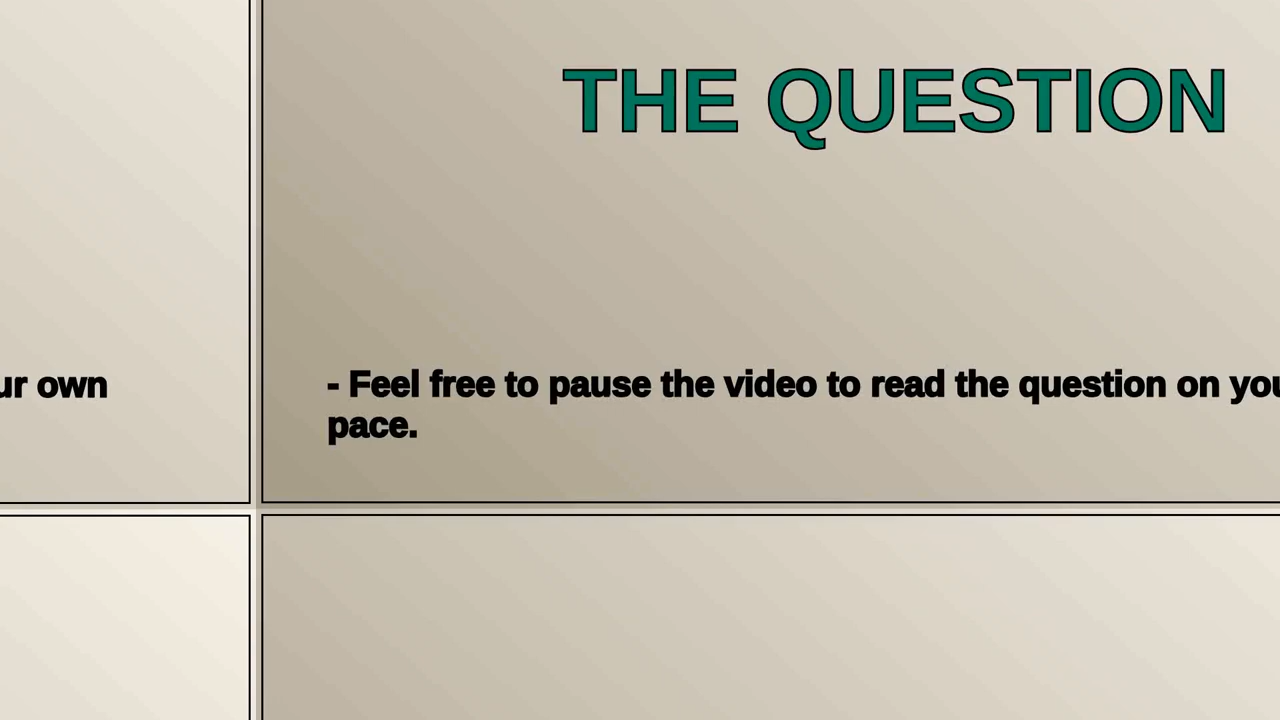 THE QUESTION
ur own
- Feel free to pause the video to read the question on you
pace.